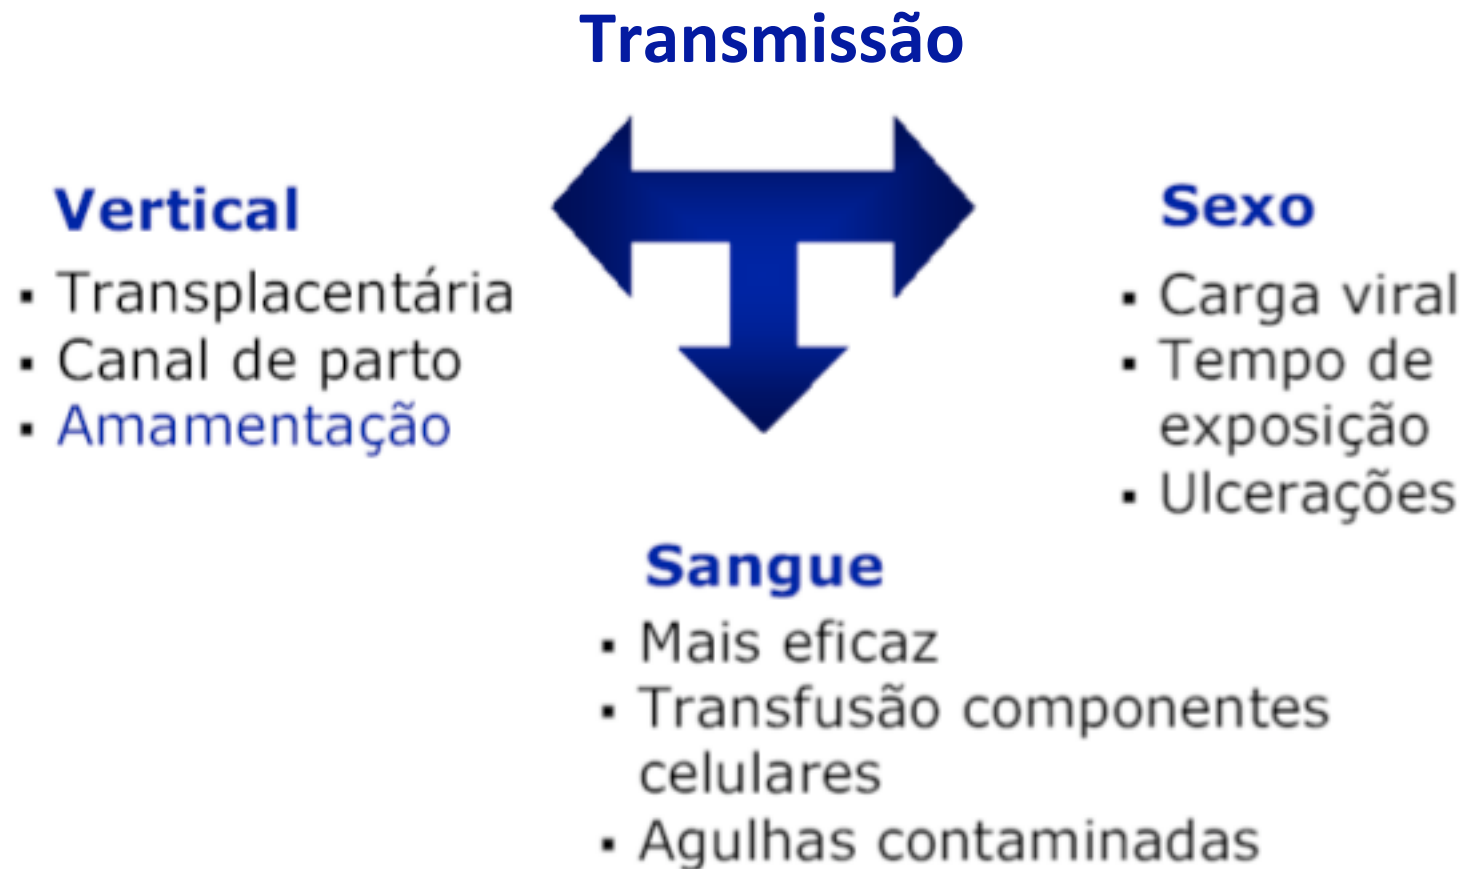 Transmissão
Vertical
▪ Transplacentária
▪ Canal de parto
▪ Amamentação
Sexo
▪ Carga viral
▪ Tempo de
exposição
▪ Ulcerações
Sangue
▪ Mais eficaz
▪ Transfusão componentes
celulares
▪ Agulhas contaminadas